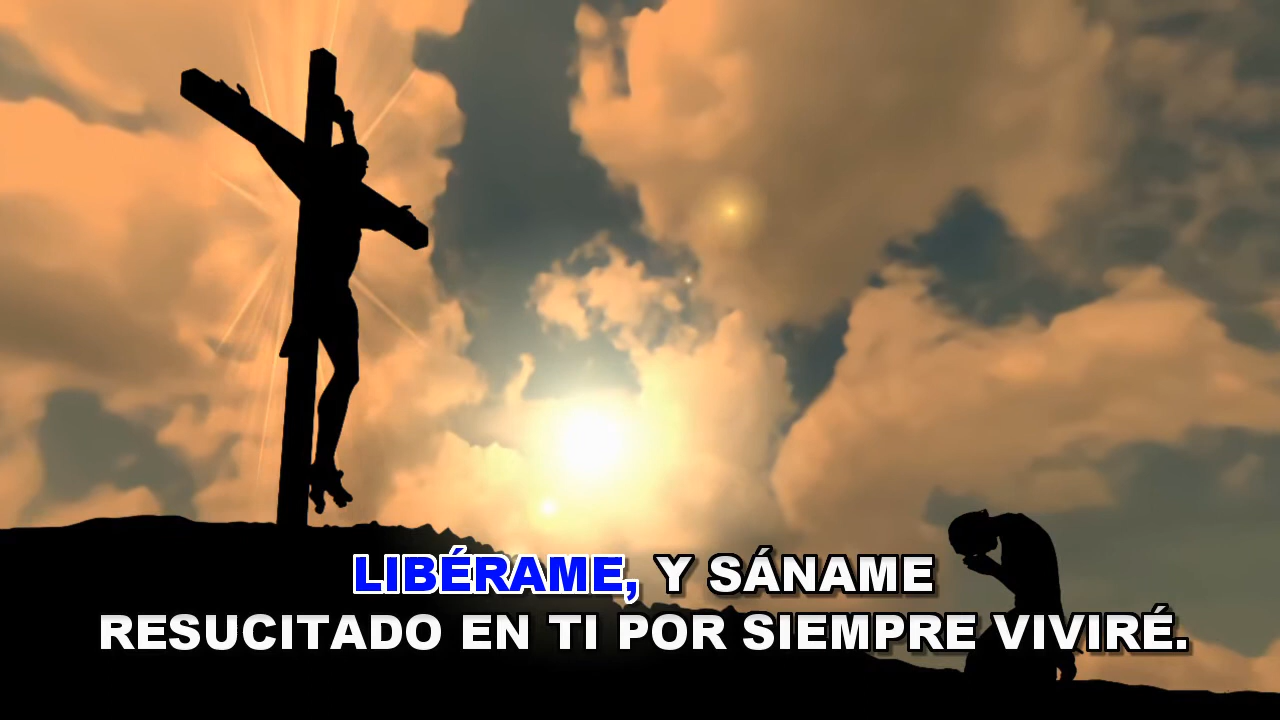 LIBÉRAME, Y SÁNAME
RESUCITADO EN TI POR SIEMPRE VIVIRÉ.